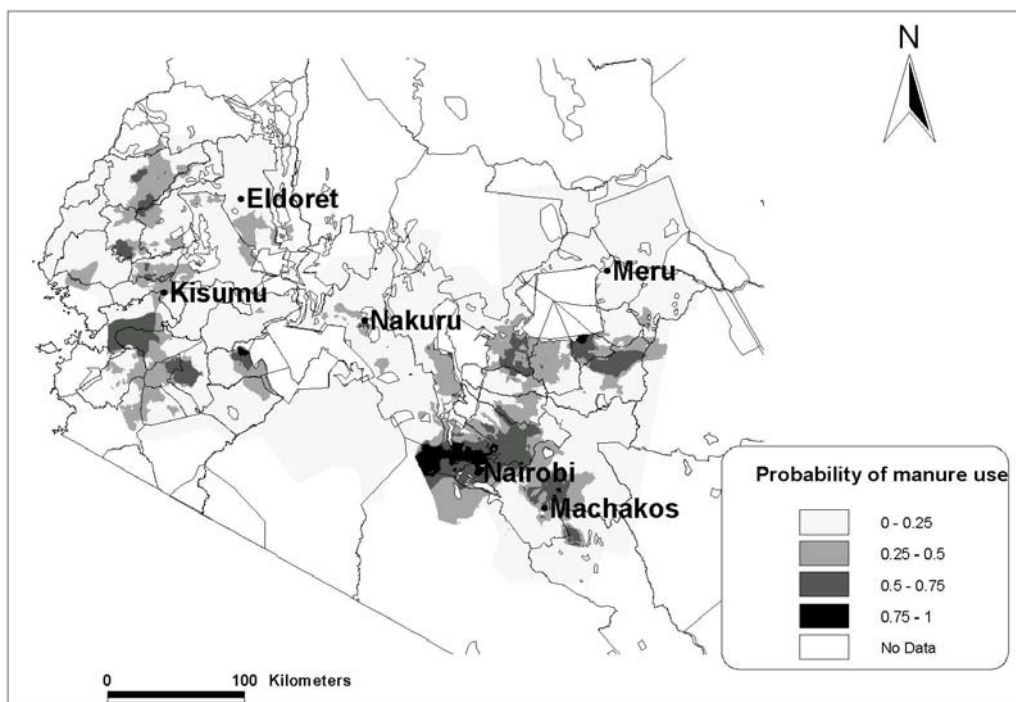 N
Eldoret
Meru
Kisumu
Nakuru
Nairobi
Machakos
Probability of manure use
0 - 0.25
0.25 - 0.5
0.5 - 0.75
0.75 - 1
No Data
0 100 Kilometers